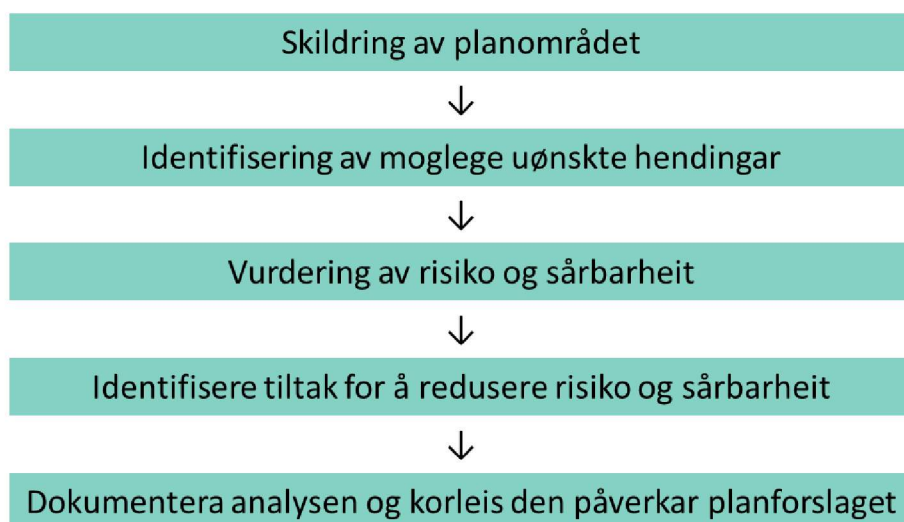 Skildring av planområdet
↓
Identifisering av moglege uønskte hendingar
↓
Vurdering av risiko og sårbarheit
↓
Identifisere tiltak for å redusere risiko og sårbarheit
↓
Dokumentera analysen og korleis den påverkar planforslaget